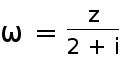 ω = z / (2 + i)